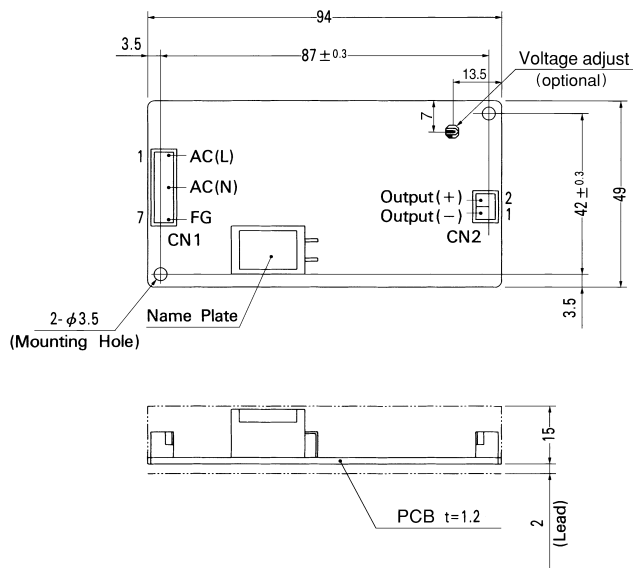 94
3.5
87±0.3
Voltage adjust
(optional)
13.5
7
1
AC(L)
AC(N)
7
FG
CN1
Output(+) 2
Output(−) 1
CN2
42±0.3
49
3.5
2-φ3.5
(Mounting Hole)
Name Plate
15
PCB t=1.2
2
(Lead)